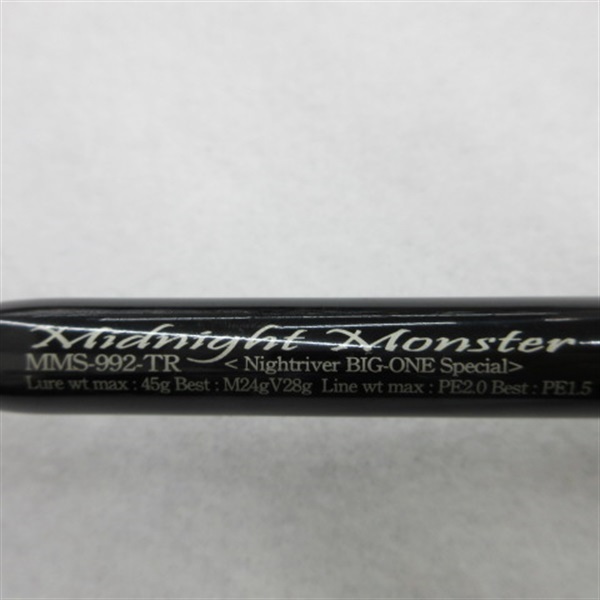 Midnight Monster
MMS-992-TR < Nightriver BIG-ONE Special>
Lure wt max : 45g Best : M24gV28g Line wt max : PE2.0 Best : PE1.5